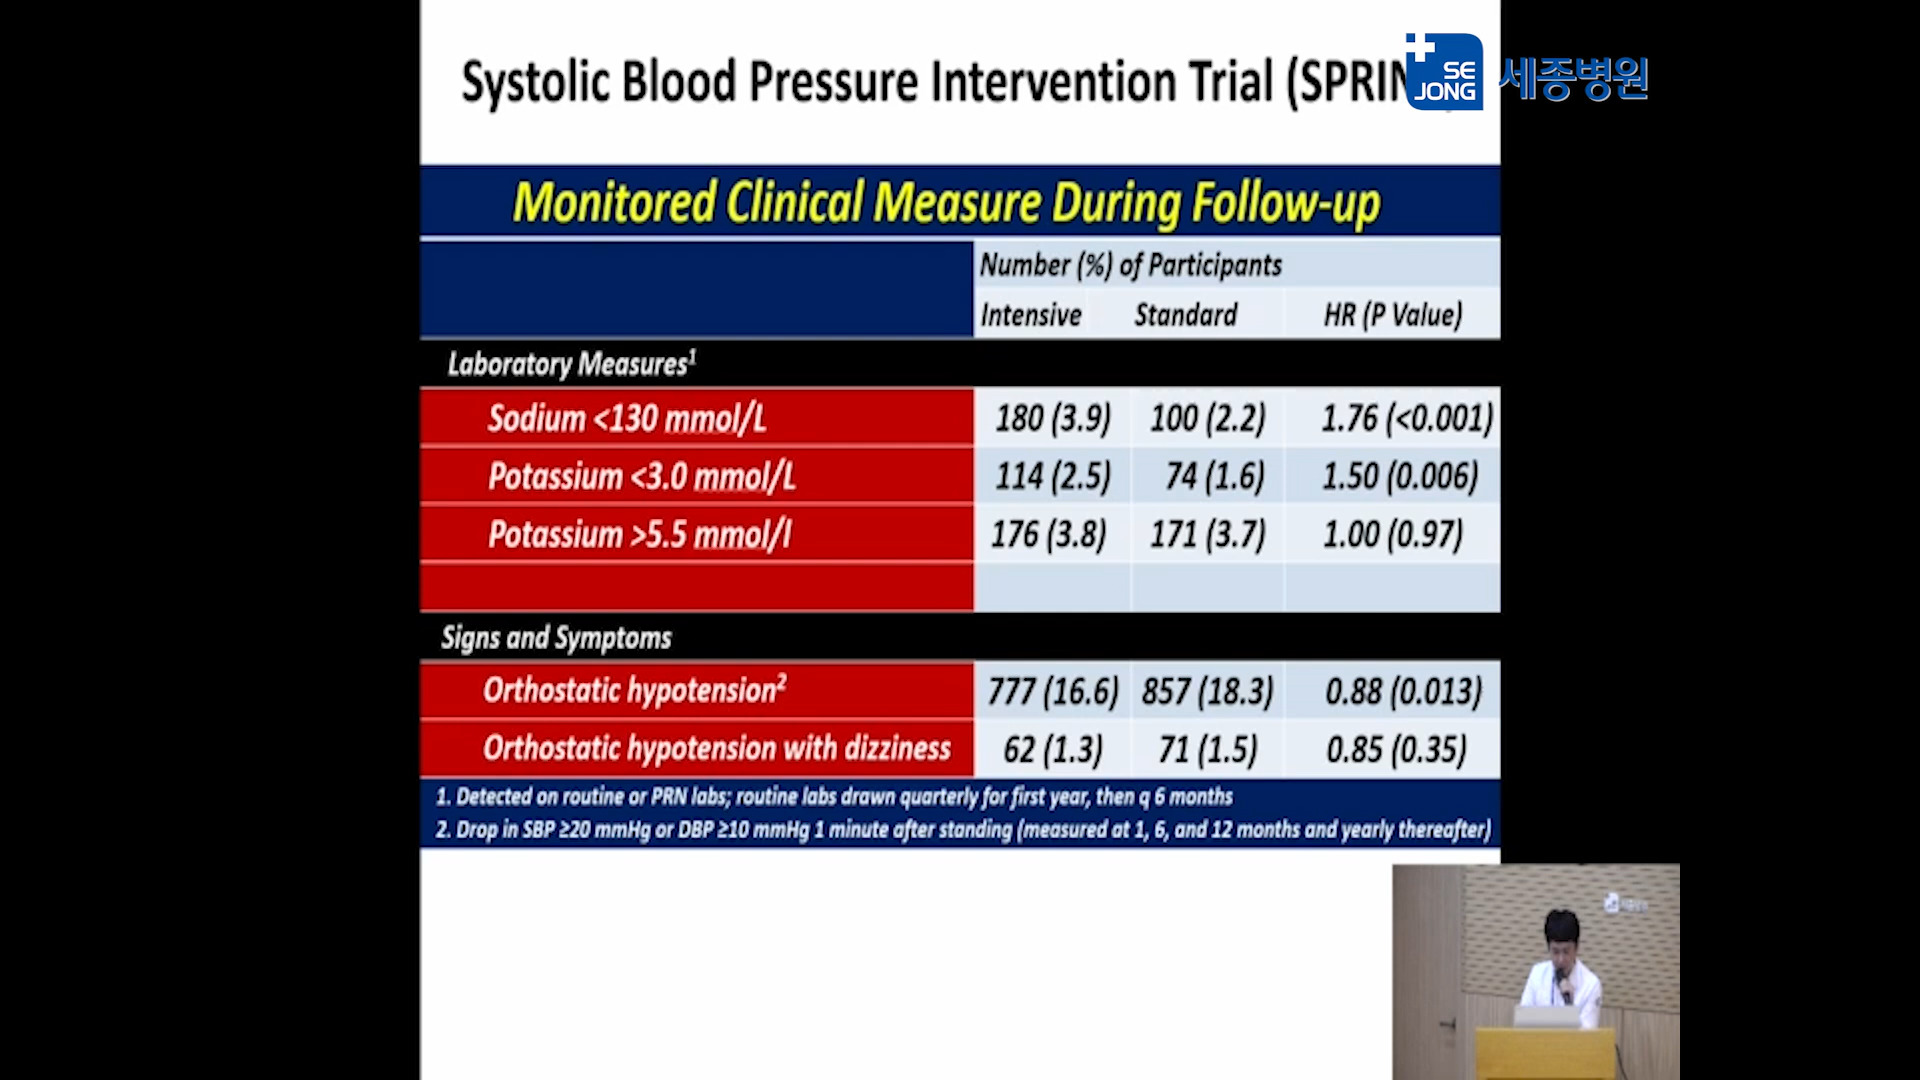 Systolic Blood Pressure Intervention Trial (SPRIN
SE JONG 세종병원
Monitored Clinical Measure During Follow-up
Number (%) of Participants
Intensive Standard HR (P Value)
Laboratory Measures¹
Sodium <130 mmol/L 180 (3.9) 100 (2.2) 1.76 (<0.001)
Potassium <3.0 mmol/L 114 (2.5) 74 (1.6) 1.50 (0.006)
Potassium >5.5 mmol/l 176 (3.8) 171 (3.7) 1.00 (0.97)
Signs and Symptoms
Orthostatic hypotension² 777 (16.6) 857 (18.3) 0.88 (0.013)
Orthostatic hypotension with dizziness 62 (1.3) 71 (1.5) 0.85 (0.35)
1. Detected on routine or PRN labs; routine labs drawn quarterly for first year, then q 6 months
2. Drop in SBP ≥20 mmHg or DBP ≥10 mmHg 1 minute after standing (measured at 1, 6, and 12 months and yearly thereafter)